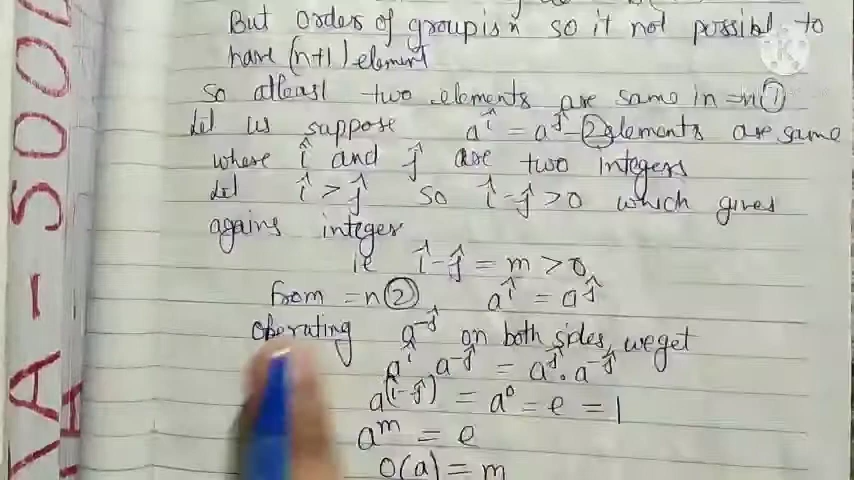 But orders of group is n so it not possibl to
have (n+1) element
So atleast two elements are same in =n ①
Let us suppose a^î = a^ĵ - ② elements are same
where î and ĵ are two integers
Let î > ĵ so î-ĵ>0 which gives
agains integer
ie î-ĵ = m > 0
from =n ② a^î = a^ĵ
operating a^-ĵ on both sides, we get
a^î a^-ĵ = a^ĵ . a^-ĵ
a^(î-ĵ) = a^0 = e = 1
a^m = e
O(a) = m